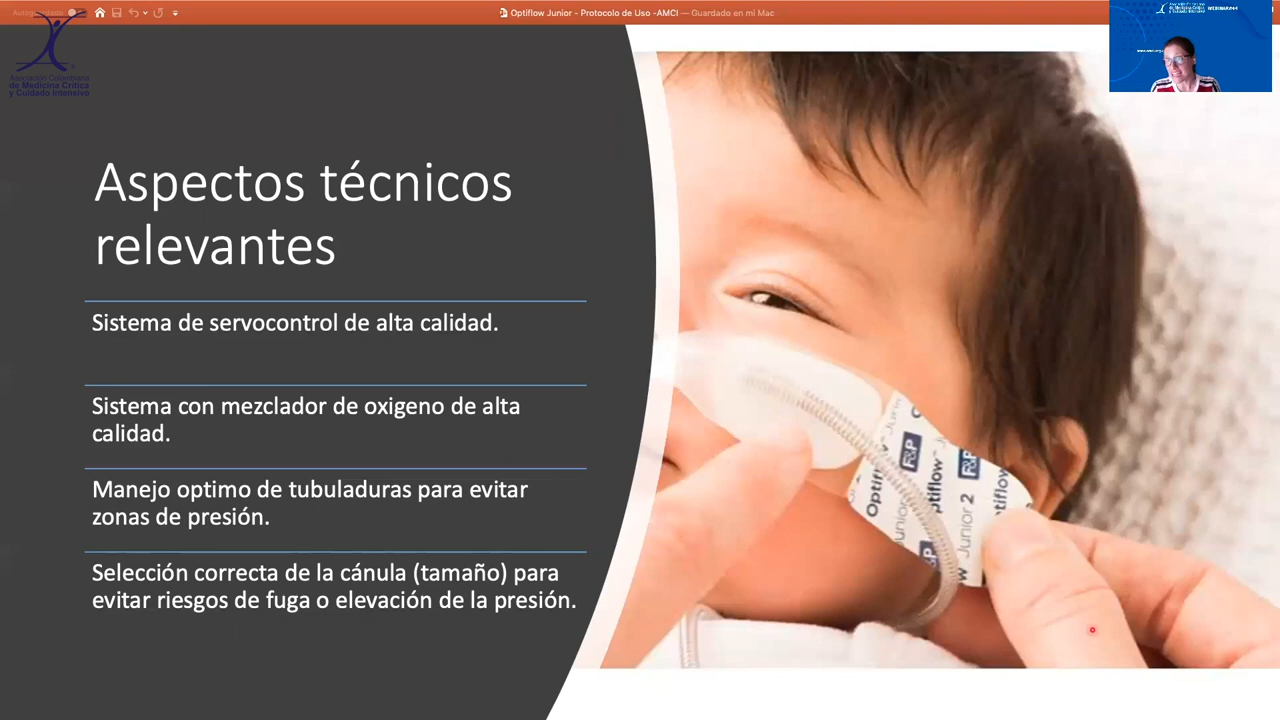 Optiflow Junior - Protocolo de Uso -AMCI — Guardado en mi Mac
Asociación Colombiana
de Medicina Crítica
y Cuidado Intensivo
Aspectos técnicos
relevantes
Sistema de servocontrol de alta calidad.
Sistema con mezclador de oxigeno de alta
calidad.
Manejo optimo de tubuladuras para evitar
zonas de presión.
Selección correcta de la cánula (tamaño) para
evitar riesgos de fuga o elevación de la presión.
F&P
F&P
Junior 2